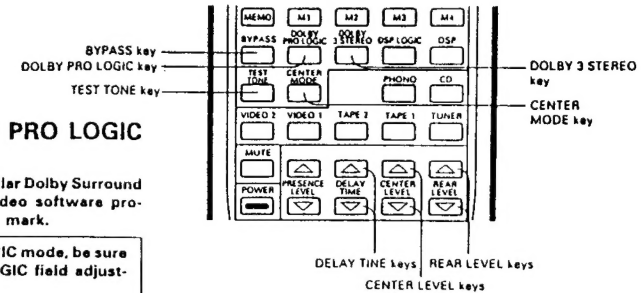 MEMO M1 M2 M3 M4
BYPASS DOLBY PRO LOGIC DOLBY 3 STEREO DSP LOGIC DSP
BYPASS key
DOLBY PRO LOGIC key
DOLBY 3 STEREO
key
TEST TONE CENTER MODE PHONO CD
TEST TONE key
CENTER
MODE key
VIDEO 2 VIDEO 1 TAPE 2 TAPE 1 TUNER
PRO LOGIC
MUTE
lar Dolby Surround
deo software pro-
mark.
POWER PRESENCE LEVEL DELAY TIME CENTER LEVEL REAR LEVEL
IC mode, be sure
GIC field adjust-
DELAY TINE keys REAR LEVEL keys
CENTER LEVEL keys